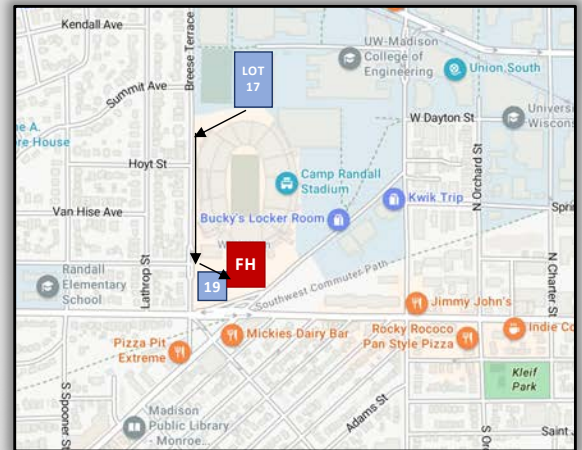 Kendall Ave
Breese Terrace
UW-Madison
College of
Engineering
Union South
LOT
17
Summit Ave
W Dayton St
Universi
Wiscons
ne A.
re House
Hoyt St
N Orchard St
Camp Randall
Stadium
Kwik Trip
Van Hise Ave
Bucky's Locker Room
Sprin
W
FH
N Charter St
Randall
Elementary
School
Lathrop St
19
Southwest Commuter Path
Jimmy John's
Mickies Dairy Bar
Rocky Rococo
Pan Style Pizza
Indie Co
Pizza Pit
Extreme
Kleif
Park
S Spooner St
Adams St
Madison
Public Library
- Monroe...
S Or
Saint J